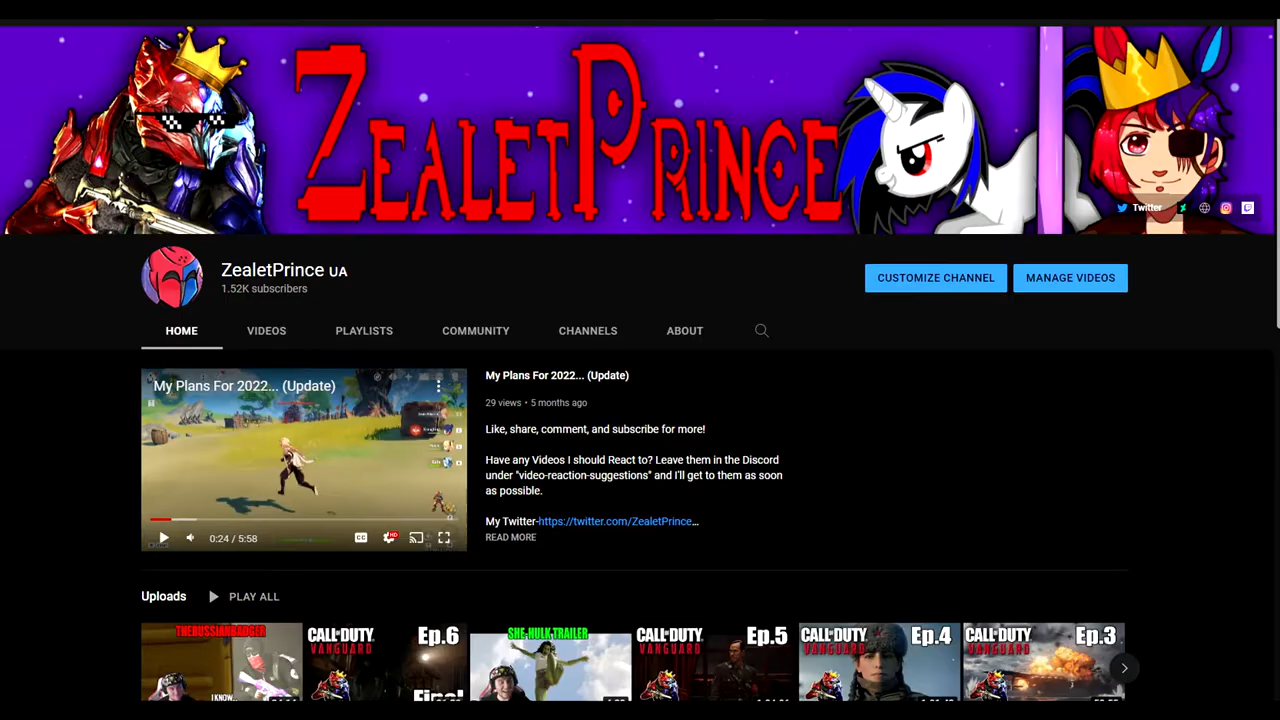 ZEALETPRINCE
Twitter
ZealetPrince UA
1.52K subscribers
CUSTOMIZE CHANNEL
MANAGE VIDEOS
HOME
VIDEOS
PLAYLISTS
COMMUNITY
CHANNELS
ABOUT
My Plans For 2022... (Update)
0:24 / 5:58
CC
HD
My Plans For 2022... (Update)
29 views • 5 months ago
Like, share, comment, and subscribe for more!
Have any Videos I should React to? Leave them in the Discord
under "video-reaction-suggestions" and I'll get to them as soon
as possible.
My Twitter-https://twitter.com/ZealetPrince...
READ MORE
Uploads
PLAY ALL
THERUSSIANBADGER
I KNOW...
CALL OF DUTY
VANGUARD
Ep.6
Final
SHE-HULK TRAILER
CALL OF DUTY
VANGUARD
Ep.5
CALL OF DUTY
VANGUARD
Ep.4
CALL OF DUTY
VANGUARD
Ep.3